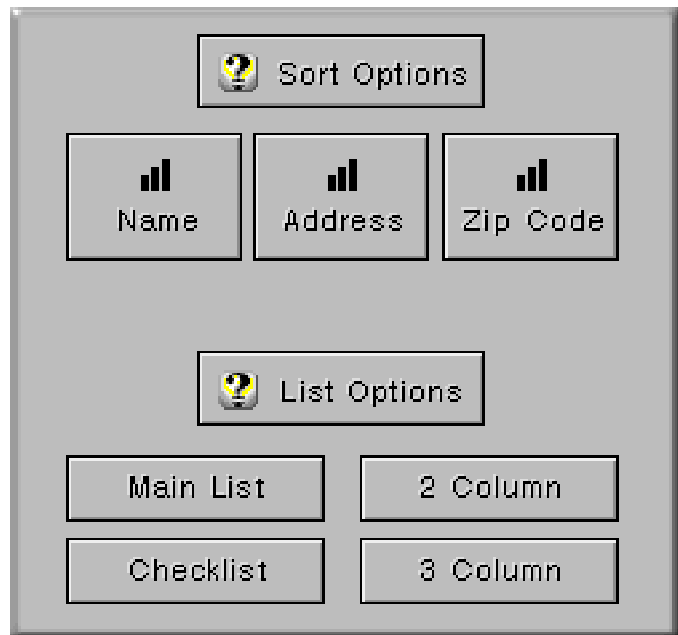 Sort Options
Name Address Zip Code
List Options
Main List 2 Column
Checklist 3 Column